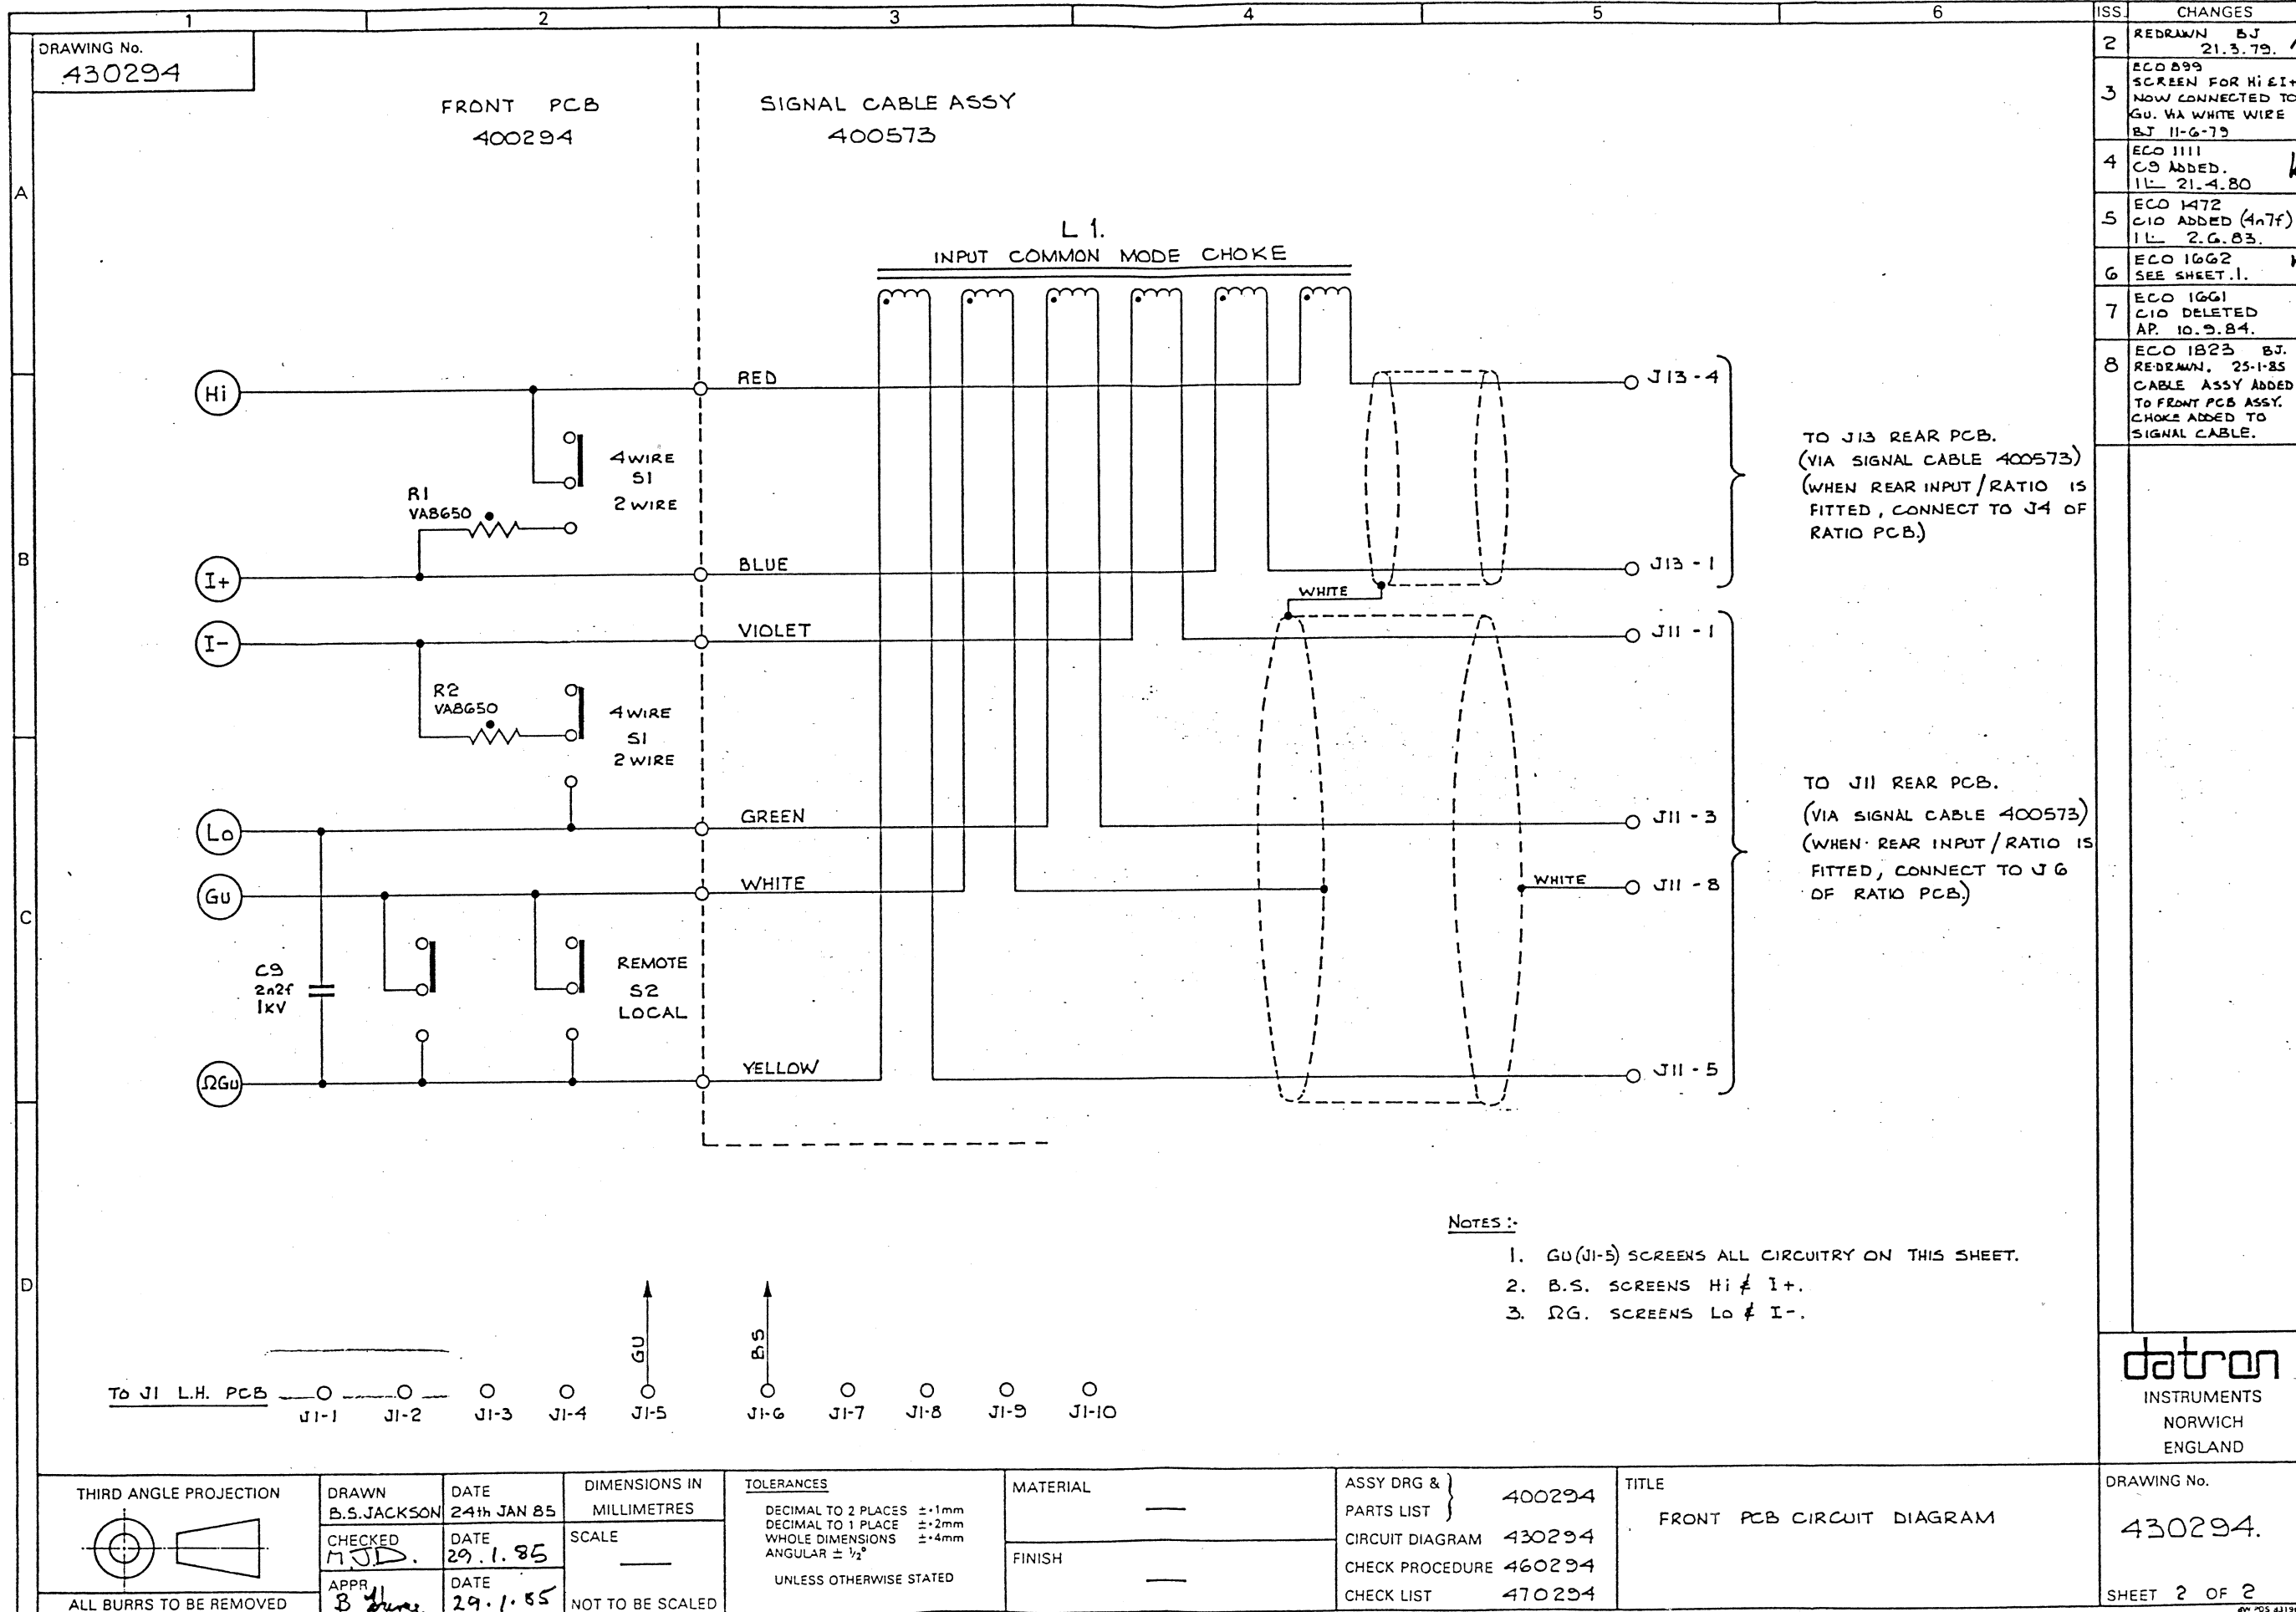 1 2 3 4 5 6
DRAWING No.
430294
FRONT PCB
400294
SIGNAL CABLE ASSY
400573
L 1.
INPUT COMMON MODE CHOKE
A
B
C
D
Hi
I+
I-
Lo
Gu
ΩGu
RED
BLUE
VIOLET
GREEN
WHITE
YELLOW
4 WIRE
S1
2 WIRE
R1
VA8650
R2
VA8650
4 WIRE
S1
2 WIRE
C9
2n2f
1kV
REMOTE
S2
LOCAL
WHITE
WHITE
J13-4
J13-1
J11-1
J11-3
J11-8
J11-5
TO J13 REAR PCB.
(VIA SIGNAL CABLE 400573)
(WHEN REAR INPUT/RATIO IS
FITTED, CONNECT TO J4 OF
RATIO PCB.)
TO J11 REAR PCB.
(VIA SIGNAL CABLE 400573)
(WHEN REAR INPUT/RATIO IS
FITTED, CONNECT TO J6
OF RATIO PCB.)
NOTES :-
1. GU(J1-5) SCREENS ALL CIRCUITRY ON THIS SHEET.
2. B.S. SCREENS Hi & I+.
3. ΩG. SCREENS Lo & I-.
GU
BS
TO J1 L.H. PCB
J1-1 J1-2 J1-3 J1-4 J1-5 J1-6 J1-7 J1-8 J1-9 J1-10
ISS. CHANGES
2 REDRAWN BJ
21.3.79.
3 ECO 899
SCREEN FOR Hi & I+
NOW CONNECTED TO
GU. VIA WHITE WIRE
BJ 11-6-79
4 ECO 1111
C9 ADDED.
IL 21.4.80
5 ECO 1472
C10 ADDED (4n7f)
IL 2.6.83.
6 ECO 1662
SEE SHEET.1.
7 ECO 1661
C10 DELETED
AP. 10.9.84.
8 ECO 1823 BJ.
REDRAWN. 25-1-85
CABLE ASSY ADDED
TO FRONT PCB ASSY.
CHOKE ADDED TO
SIGNAL CABLE.
datron
INSTRUMENTS
NORWICH
ENGLAND
THIRD ANGLE PROJECTION
ALL BURRS TO BE REMOVED
DRAWN
B.S.JACKSON
DATE
24th JAN 85
CHECKED
MJD.
DATE
29.1.85
APPR
DATE
29.1.85
DIMENSIONS IN
MILLIMETRES
SCALE
NOT TO BE SCALED
TOLERANCES
DECIMAL TO 2 PLACES ±·1mm
DECIMAL TO 1 PLACE ±·2mm
WHOLE DIMENSIONS ±·4mm
ANGULAR ± ½°
UNLESS OTHERWISE STATED
MATERIAL
FINISH
ASSY DRG &
PARTS LIST
400294
CIRCUIT DIAGRAM 430294
CHECK PROCEDURE 460294
CHECK LIST 470294
TITLE
FRONT PCB CIRCUIT DIAGRAM
DRAWING No.
430294.
SHEET 2 OF 2